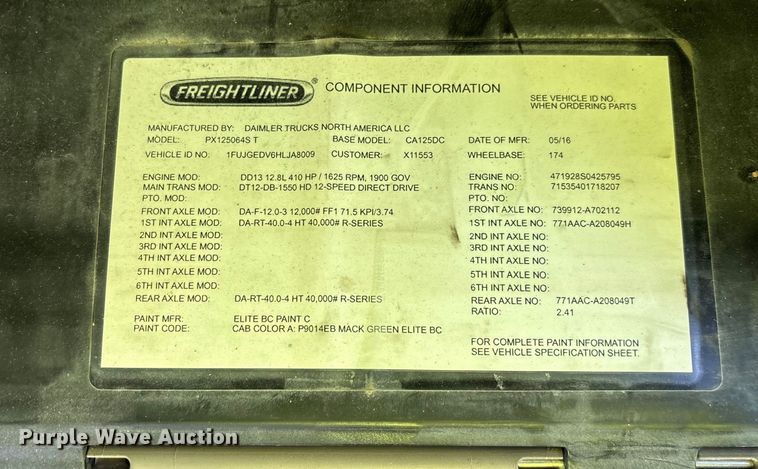 FREIGHTLINER® COMPONENT INFORMATION
SEE VEHICLE ID NO.
WHEN ORDERING PARTS
MANUFACTURED BY: DAIMLER TRUCKS NORTH AMERICA LLC
MODEL: PX125064S T BASE MODEL: CA125DC DATE OF MFR: 05/16
VEHICLE ID NO: 1FUJGEDV6HLJA8009 CUSTOMER: X11553 WHEELBASE: 174
ENGINE MOD: DD13 12.8L 410 HP / 1625 RPM, 1900 GOV ENGINE NO: 471928S0425795
MAIN TRANS MOD: DT12-DB-1550 HD 12-SPEED DIRECT DRIVE TRANS NO: 71535401718207
PTO. MOD: PTO. NO:
FRONT AXLE MOD: DA-F-12.0-3 12,000# FF1 71.5 KPI/3.74 FRONT AXLE NO: 739912-A702112
1ST INT AXLE MOD: DA-RT-40.0-4 HT 40,000# R-SERIES 1ST INT AXLE NO: 771AAC-A208049H
2ND INT AXLE MOD: 2ND INT AXLE NO:
3RD INT AXLE MOD: 3RD INT AXLE NO:
4TH INT AXLE MOD: 4TH INT AXLE NO:
5TH INT AXLE MOD: 5TH INT AXLE NO:
6TH INT AXLE MOD: 6TH INT AXLE NO:
REAR AXLE MOD: DA-RT-40.0-4 HT 40,000# R-SERIES REAR AXLE NO: 771AAC-A208049T
RATIO: 2.41
PAINT MFR: ELITE BC PAINT C
PAINT CODE: CAB COLOR A: P9014EB MACK GREEN ELITE BC
FOR COMPLETE PAINT INFORMATION
SEE VEHICLE SPECIFICATION SHEET.
Purple Wave Auction